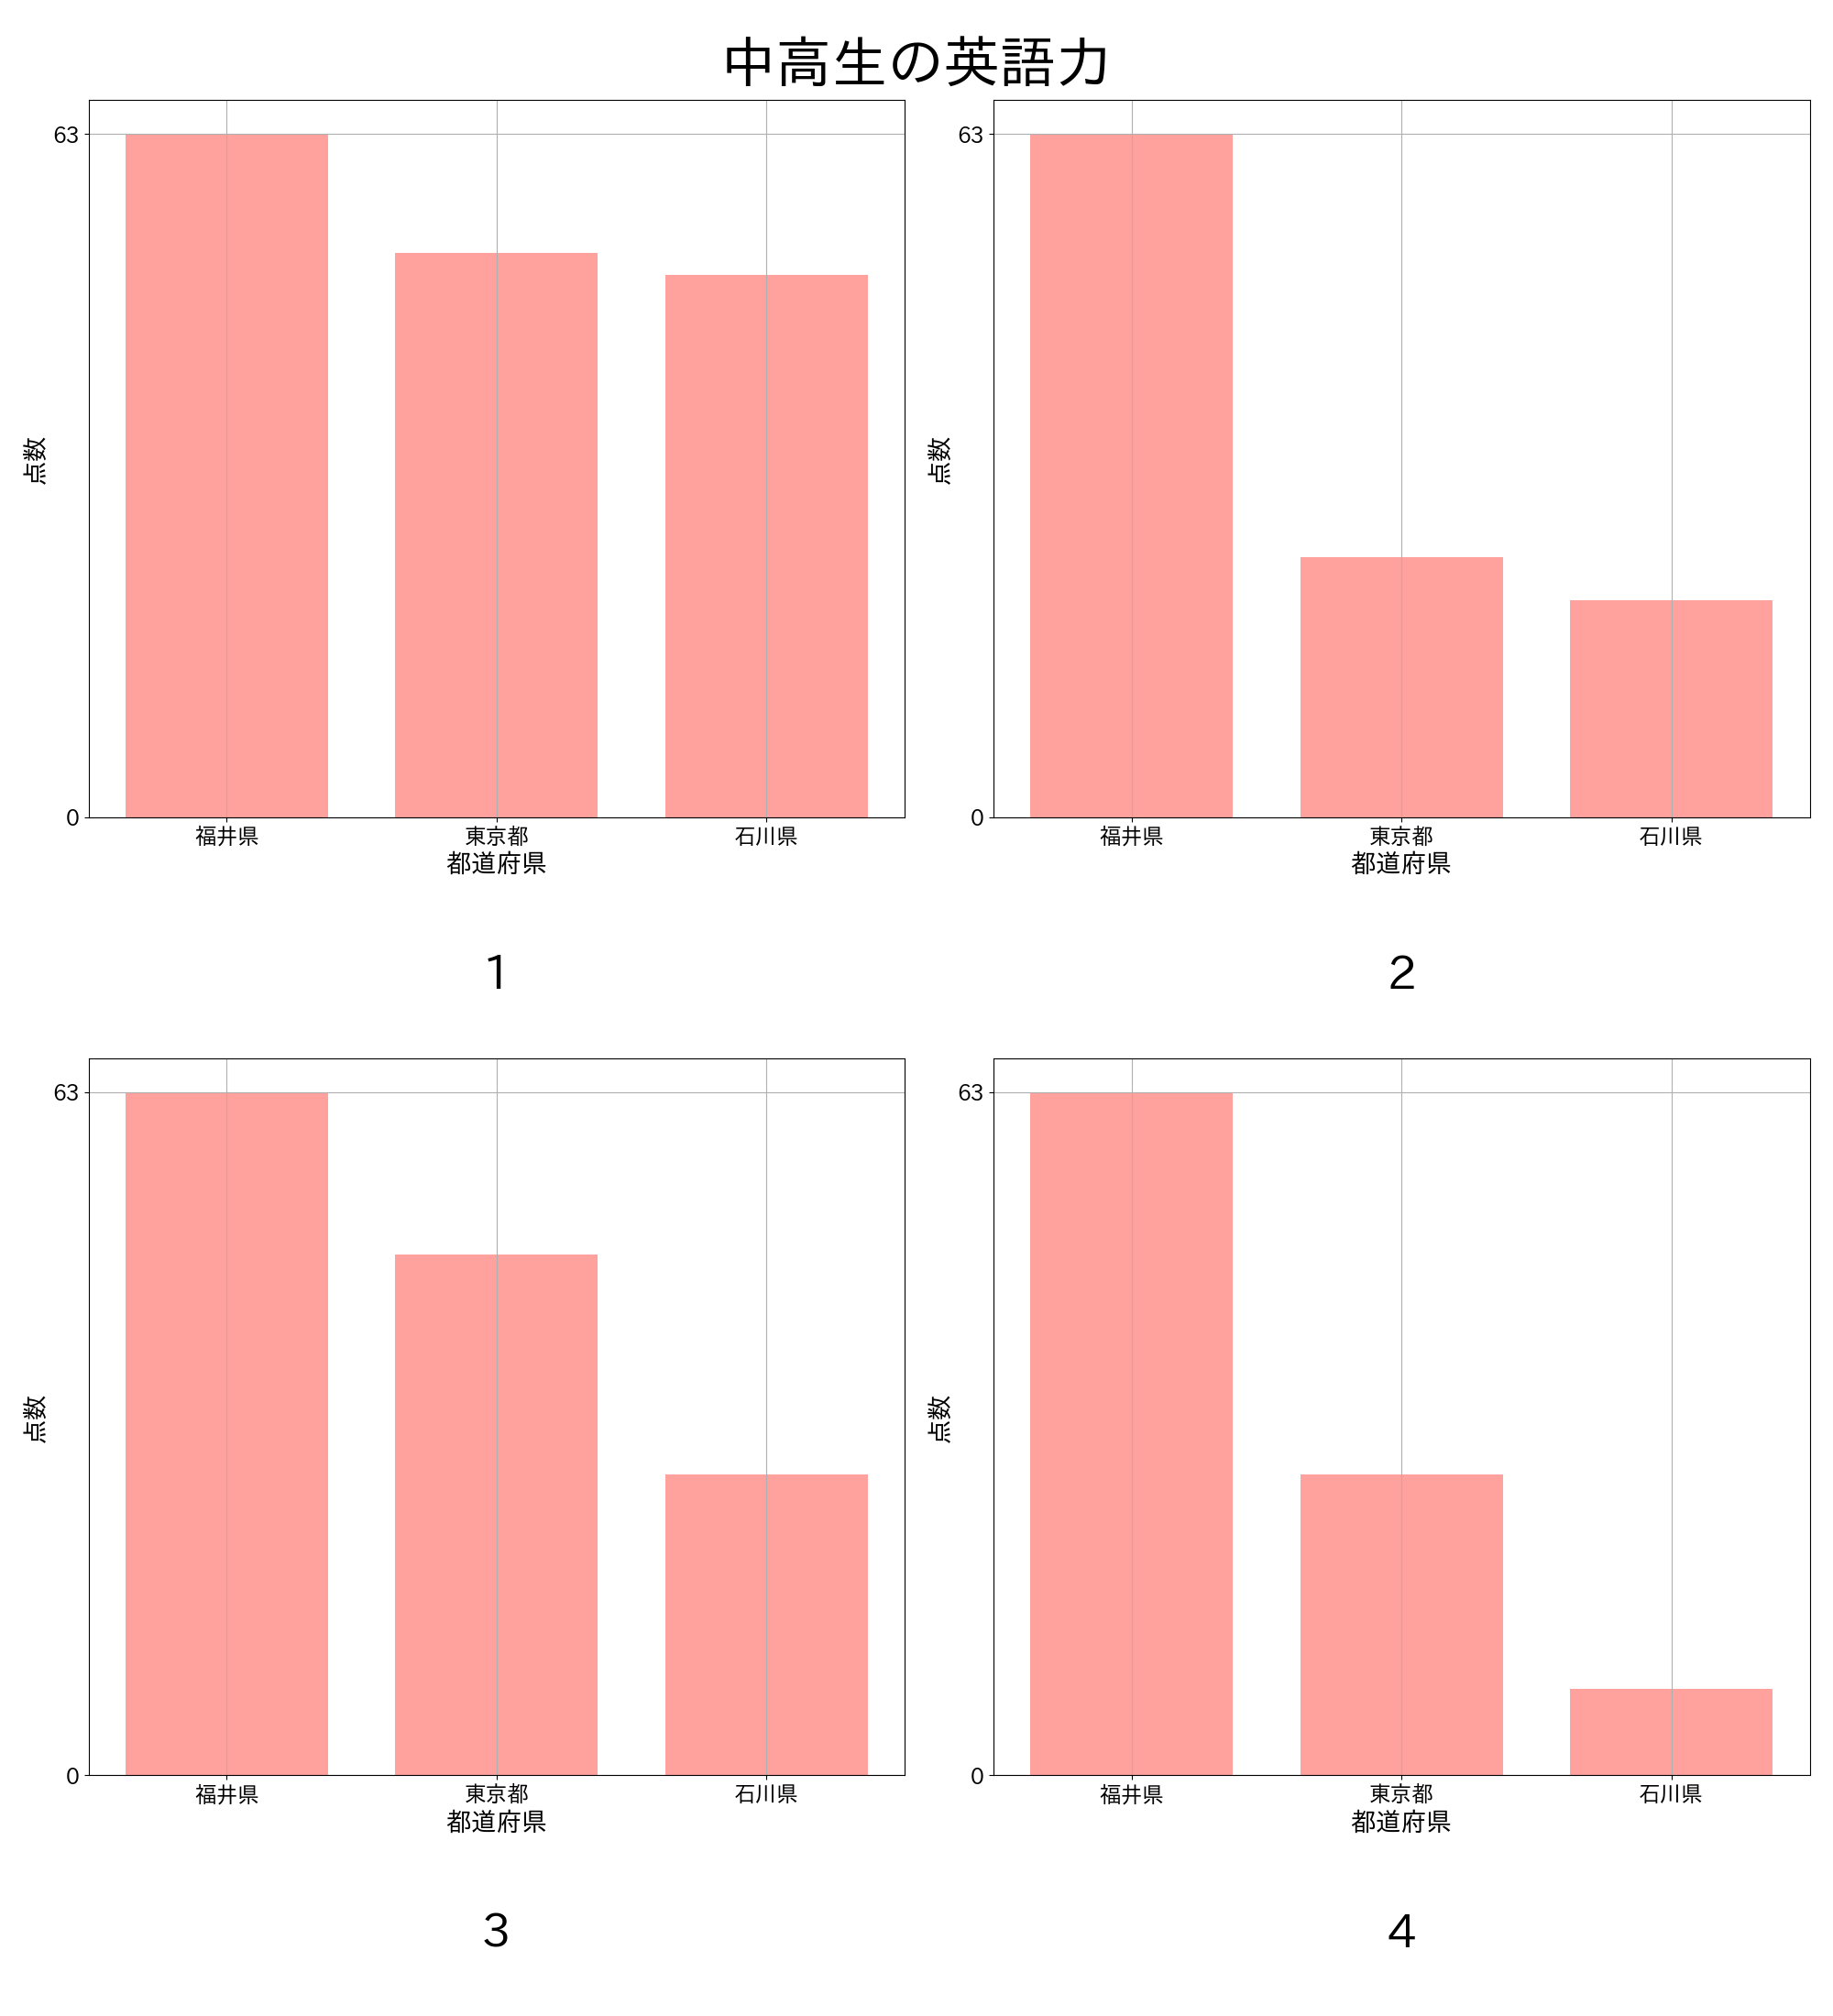 中高生の英語力
63
点数
0
福井県 東京都 石川県
都道府県
1
63
点数
0
福井県 東京都 石川県
都道府県
2
63
点数
0
福井県 東京都 石川県
都道府県
3
63
点数
0
福井県 東京都 石川県
都道府県
4